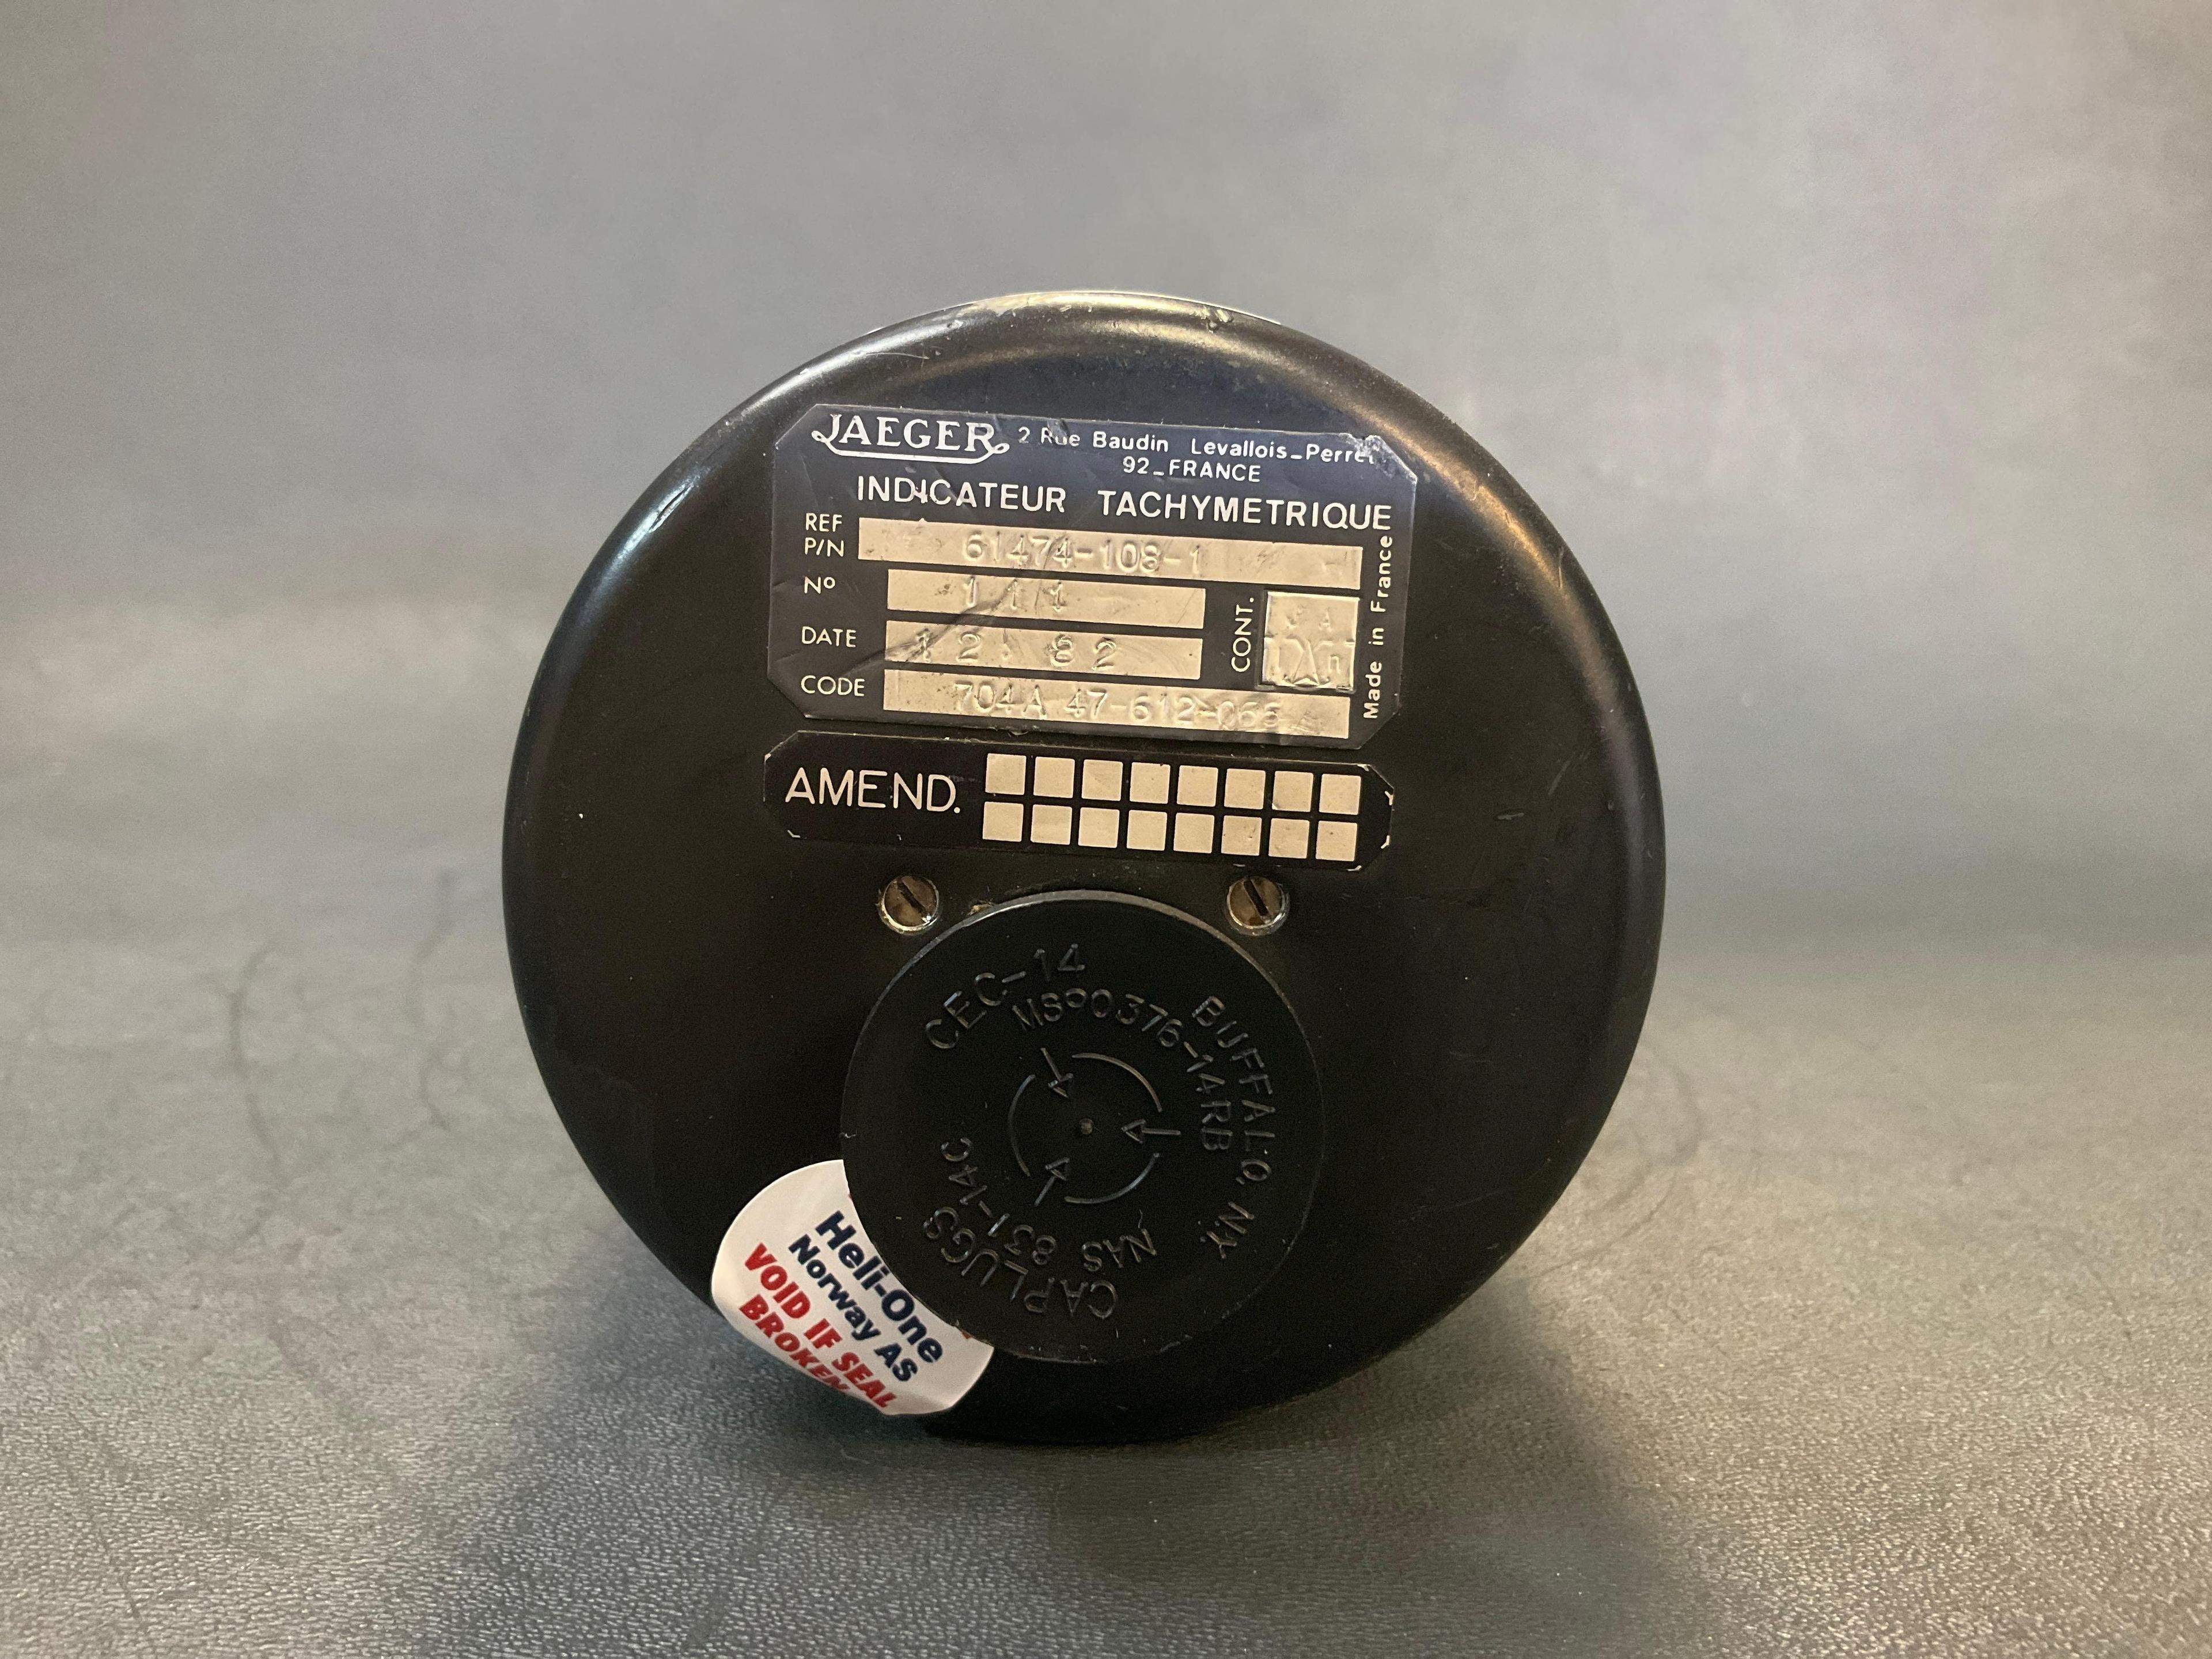 JAEGER 2 Rue Baudin Levallois-Perret
92-FRANCE
INDICATEUR TACHYMETRIQUE
REF
P/N 61474-108-1
Nº 111
DATE 12 82
CONT.
CODE 704A 47-612-065
Made in France
AMEND.
CEC-14
MS90376-14RB
BUFFALO, N.Y.
NAS 831-14C
CAPLUGS
Heli-One
Norway AS
VOID IF SEAL
BROKEN